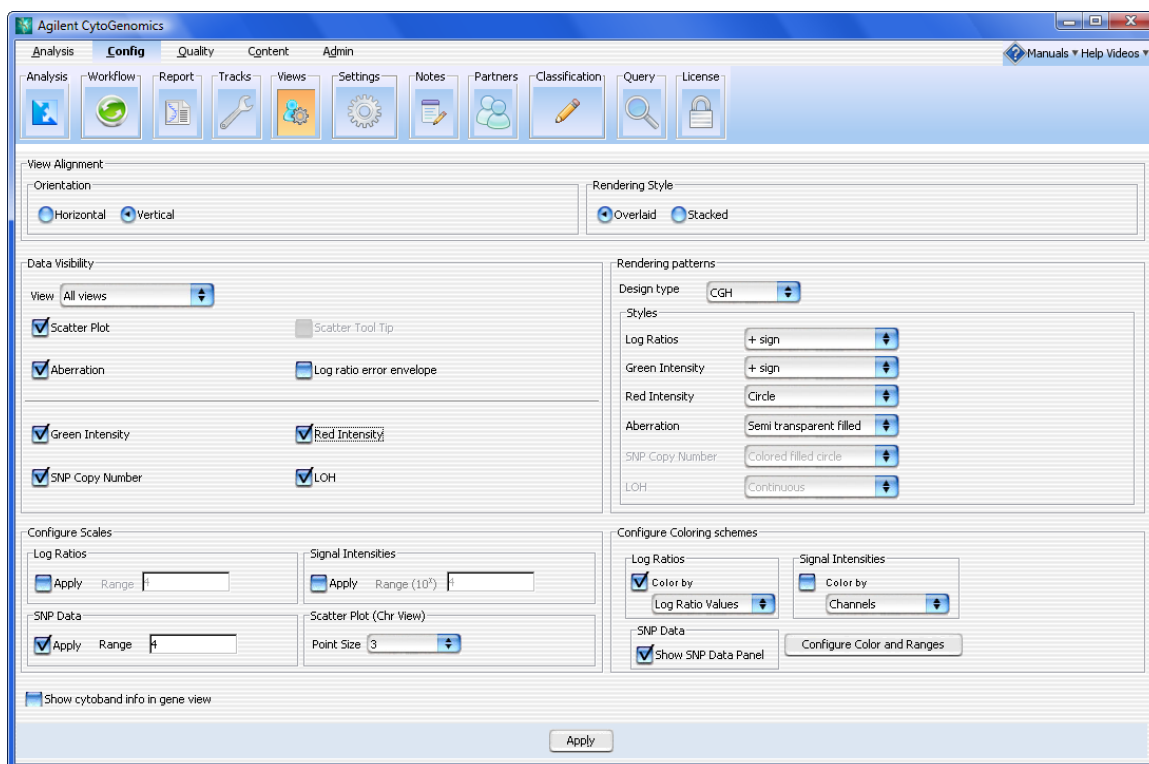 Agilent CytoGenomics
Analysis Config Quality Content Admin Manuals Help Videos
Analysis Workflow Report Tracks Views Settings Notes Partners Classification Query License
View Alignment
Orientation Rendering Style
Horizontal Vertical Overlaid Stacked
Data Visibility Rendering patterns
View All views Design type CGH
Styles
Scatter Plot Scatter Tool Tip Log Ratios + sign
Aberration Log ratio error envelope Green Intensity + sign
Red Intensity Circle
Green Intensity Red Intensity Aberration Semi transparent filled
SNP Copy Number Colored filled circle
SNP Copy Number LOH LOH Continuous
Configure Scales Configure Coloring schemes
Log Ratios Signal Intensities Log Ratios Signal Intensities
Apply Range 4 Apply Range (10ˣ) 4 Color by Color by
Log Ratio Values Channels
SNP Data Scatter Plot (Chr View) SNP Data
Apply Range 4 Point Size 3 Show SNP Data Panel Configure Color and Ranges
Show cytoband info in gene view
Apply